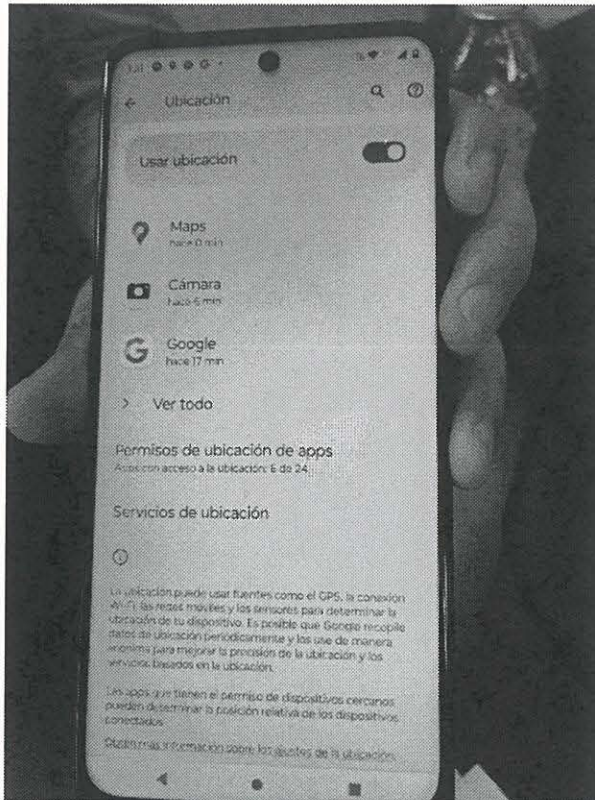 Ubicación
Usar ubicación
Maps
hace 0 min
Cámara
hace 6 min
Google
hace 17 min
Ver todo
Permisos de ubicación de apps
Apps con acceso a la ubicación: 6 de 24
Servicios de ubicación
La ubicación puede usar fuentes como el GPS, la conexión
Wi-Fi, las redes móviles y los sensores para determinar la
ubicación de tu dispositivo. Es posible que Google recopile
datos de ubicación periódicamente y los use de manera
anónima para mejorar la precisión de la ubicación y los
servicios basados en la ubicación.
Las apps que tienen el permiso de dispositivos cercanos
pueden determinar la posición relativa de los dispositivos
conectados.
Obtén más información sobre los ajustes de la ubicación.